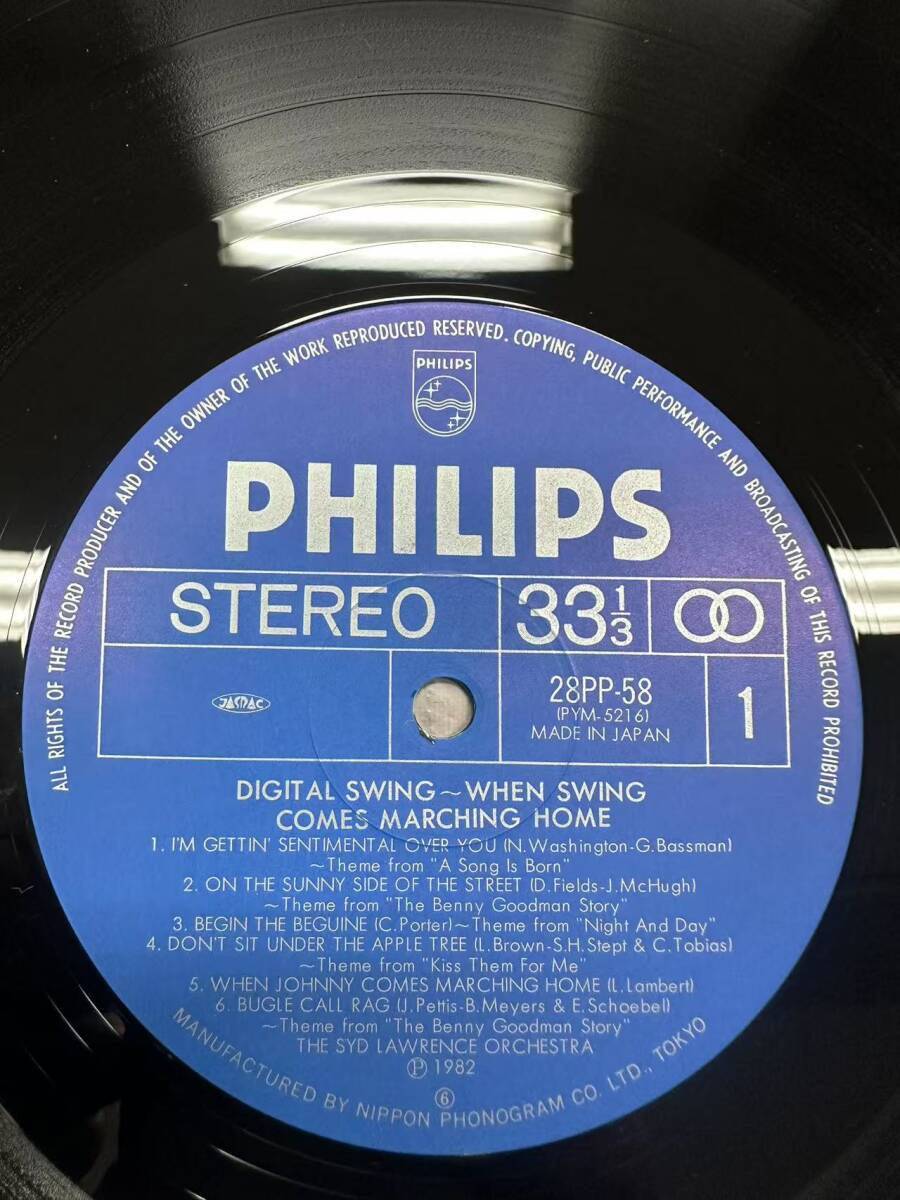 ALL RIGHTS OF THE RECORD PRODUCER AND OF THE OWNER OF THE WORK REPRODUCED RESERVED. COPYING, PUBLIC PERFORMANCE AND BROADCASTING OF THIS RECORD PROHIBITED
PHILIPS
PHILIPS
STEREO
33 1/3
JASRAC
28PP-58
(PYM-5216)
MADE IN JAPAN
1
DIGITAL SWING~WHEN SWING
COMES MARCHING HOME
1. I'M GETTIN' SENTIMENTAL OVER YOU (N.Washington-G.Bassman)
~Theme from "A Song Is Born"
2. ON THE SUNNY SIDE OF THE STREET (D.Fields-J.McHugh)
~Theme from "The Benny Goodman Story"
3. BEGIN THE BEGUINE (C.Porter)~Theme from "Night And Day"
4. DON'T SIT UNDER THE APPLE TREE (L.Brown-S.H.Stept & C.Tobias)
~Theme from "Kiss Them For Me"
5. WHEN JOHNNY COMES MARCHING HOME (L.Lambert)
6. BUGLE CALL RAG (J.Pettis-B.Meyers & E.Schoebel)
~Theme from "The Benny Goodman Story"
THE SYD LAWRENCE ORCHESTRA
Ⓟ 1982
⑥
MANUFACTURED BY NIPPON PHONOGRAM CO. LTD., TOKYO